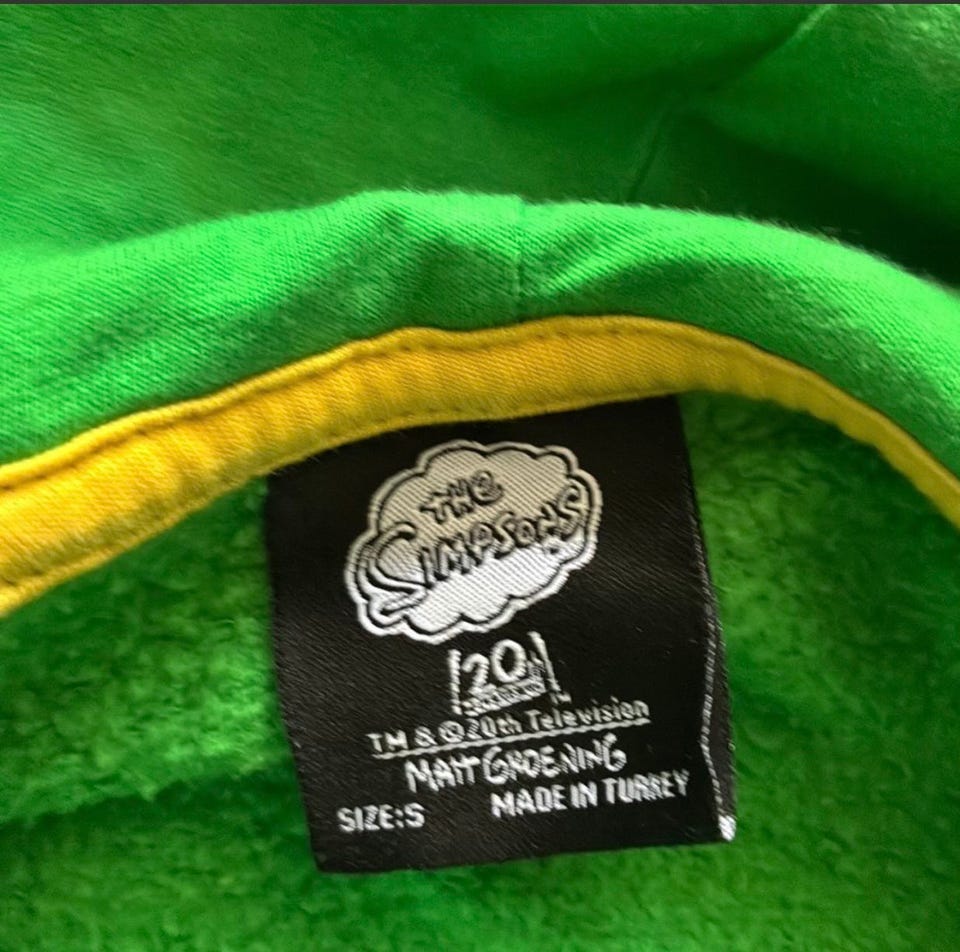 THE
SIMPSONS
20
TM & © 20th Television
MATT GROENING
SIZE:S MADE IN TURKEY